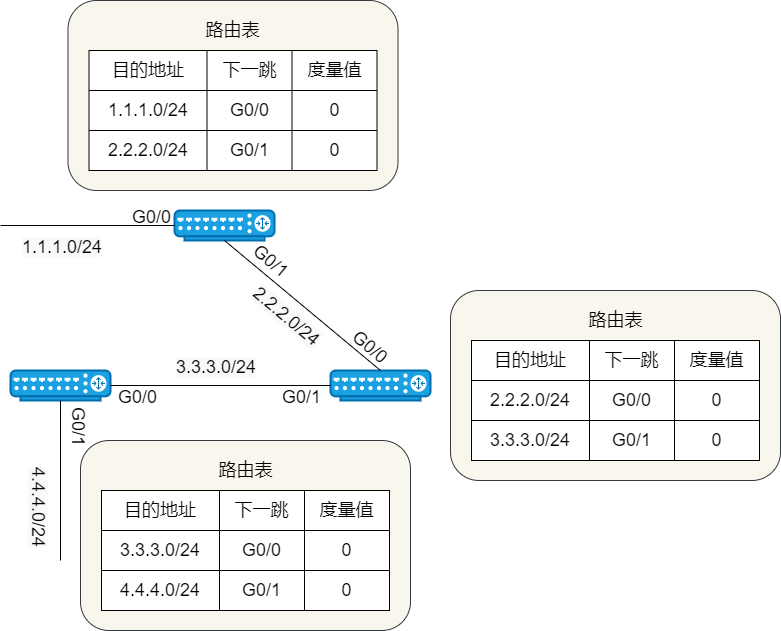 路由表
目的地址 下一跳 度量值
1.1.1.0/24 G0/0 0
2.2.2.0/24 G0/1 0
G0/0
1.1.1.0/24
G0/1
2.2.2.0/24
G0/0
路由表
目的地址 下一跳 度量值
2.2.2.0/24 G0/0 0
3.3.3.0/24 G0/1 0
3.3.3.0/24
G0/0
G0/1
G0/1
4.4.4.0/24
路由表
目的地址 下一跳 度量值
3.3.3.0/24 G0/0 0
4.4.4.0/24 G0/1 0